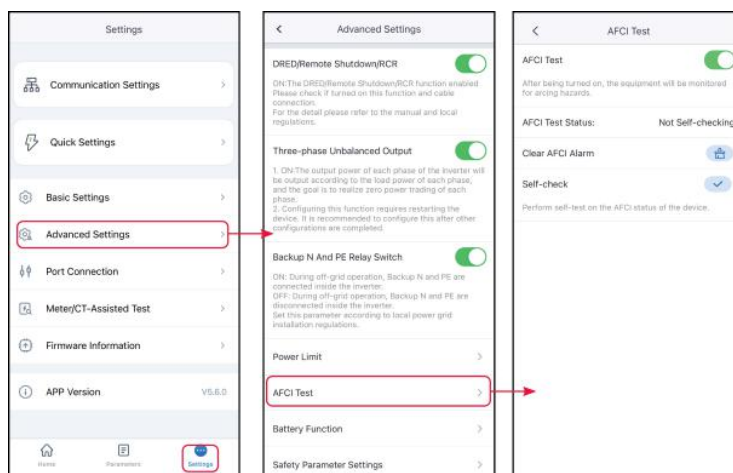 Settings
Communication Settings
Quick Settings
Basic Settings
Advanced Settings
Port Connection
Meter/CT-Assisted Test
Firmware Information
APP Version V5.6.0
Home Parameters Settings
Advanced Settings
DRED/Remote Shutdown/RCR
ON:The DRED/Remote Shutdown/RCR function enabled
Please check if turned on this function and cable
connection.
For the detail please refer to the manual and local
regulations.
Three-phase Unbalanced Output
1. ON:The output power of each phase of the inverter will
be output according to the load power of each phase,
and the goal is to realize zero power trading of each
phase.
2. Configuring this function requires restarting the
device. It is recommended to configure this after other
configurations are completed.
Backup N And PE Relay Switch
ON: During off-grid operation, Backup N and PE are
connected inside the inverter.
OFF: During off-grid operation, Backup N and PE are
disconnected inside the inverter.
Set this parameter according to local power grid
installation regulations.
Power Limit
AFCI Test
Battery Function
Safety Parameter Settings
AFCI Test
AFCI Test
After being turned on, the equipment will be monitored
for arcing hazards.
AFCI Test Status: Not Self-checking
Clear AFCI Alarm
Self-check
Perform self-test on the AFCI status of the device.